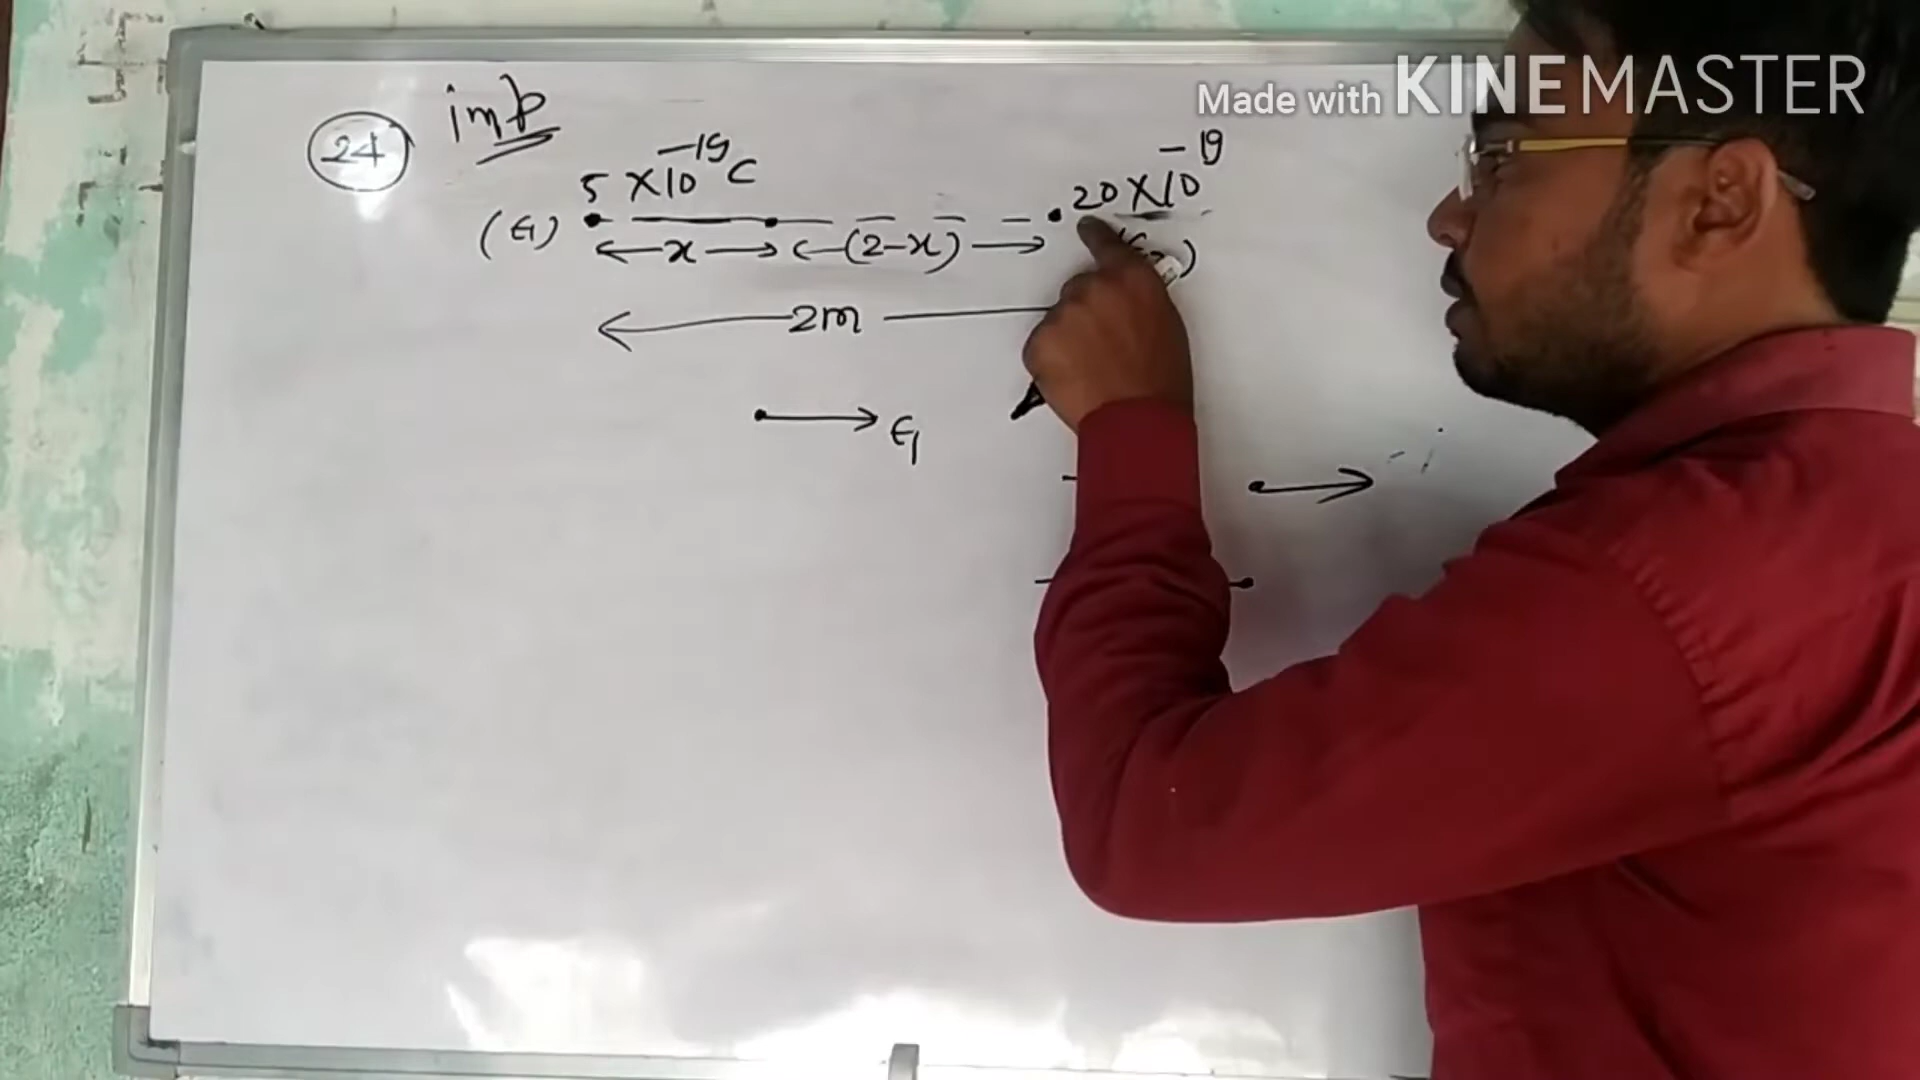 Made with KINEMASTER
24 imp
5 × 10⁻¹⁹ C 20 × 10⁻¹⁹
(E₁) x (2-x)
2m
E₁